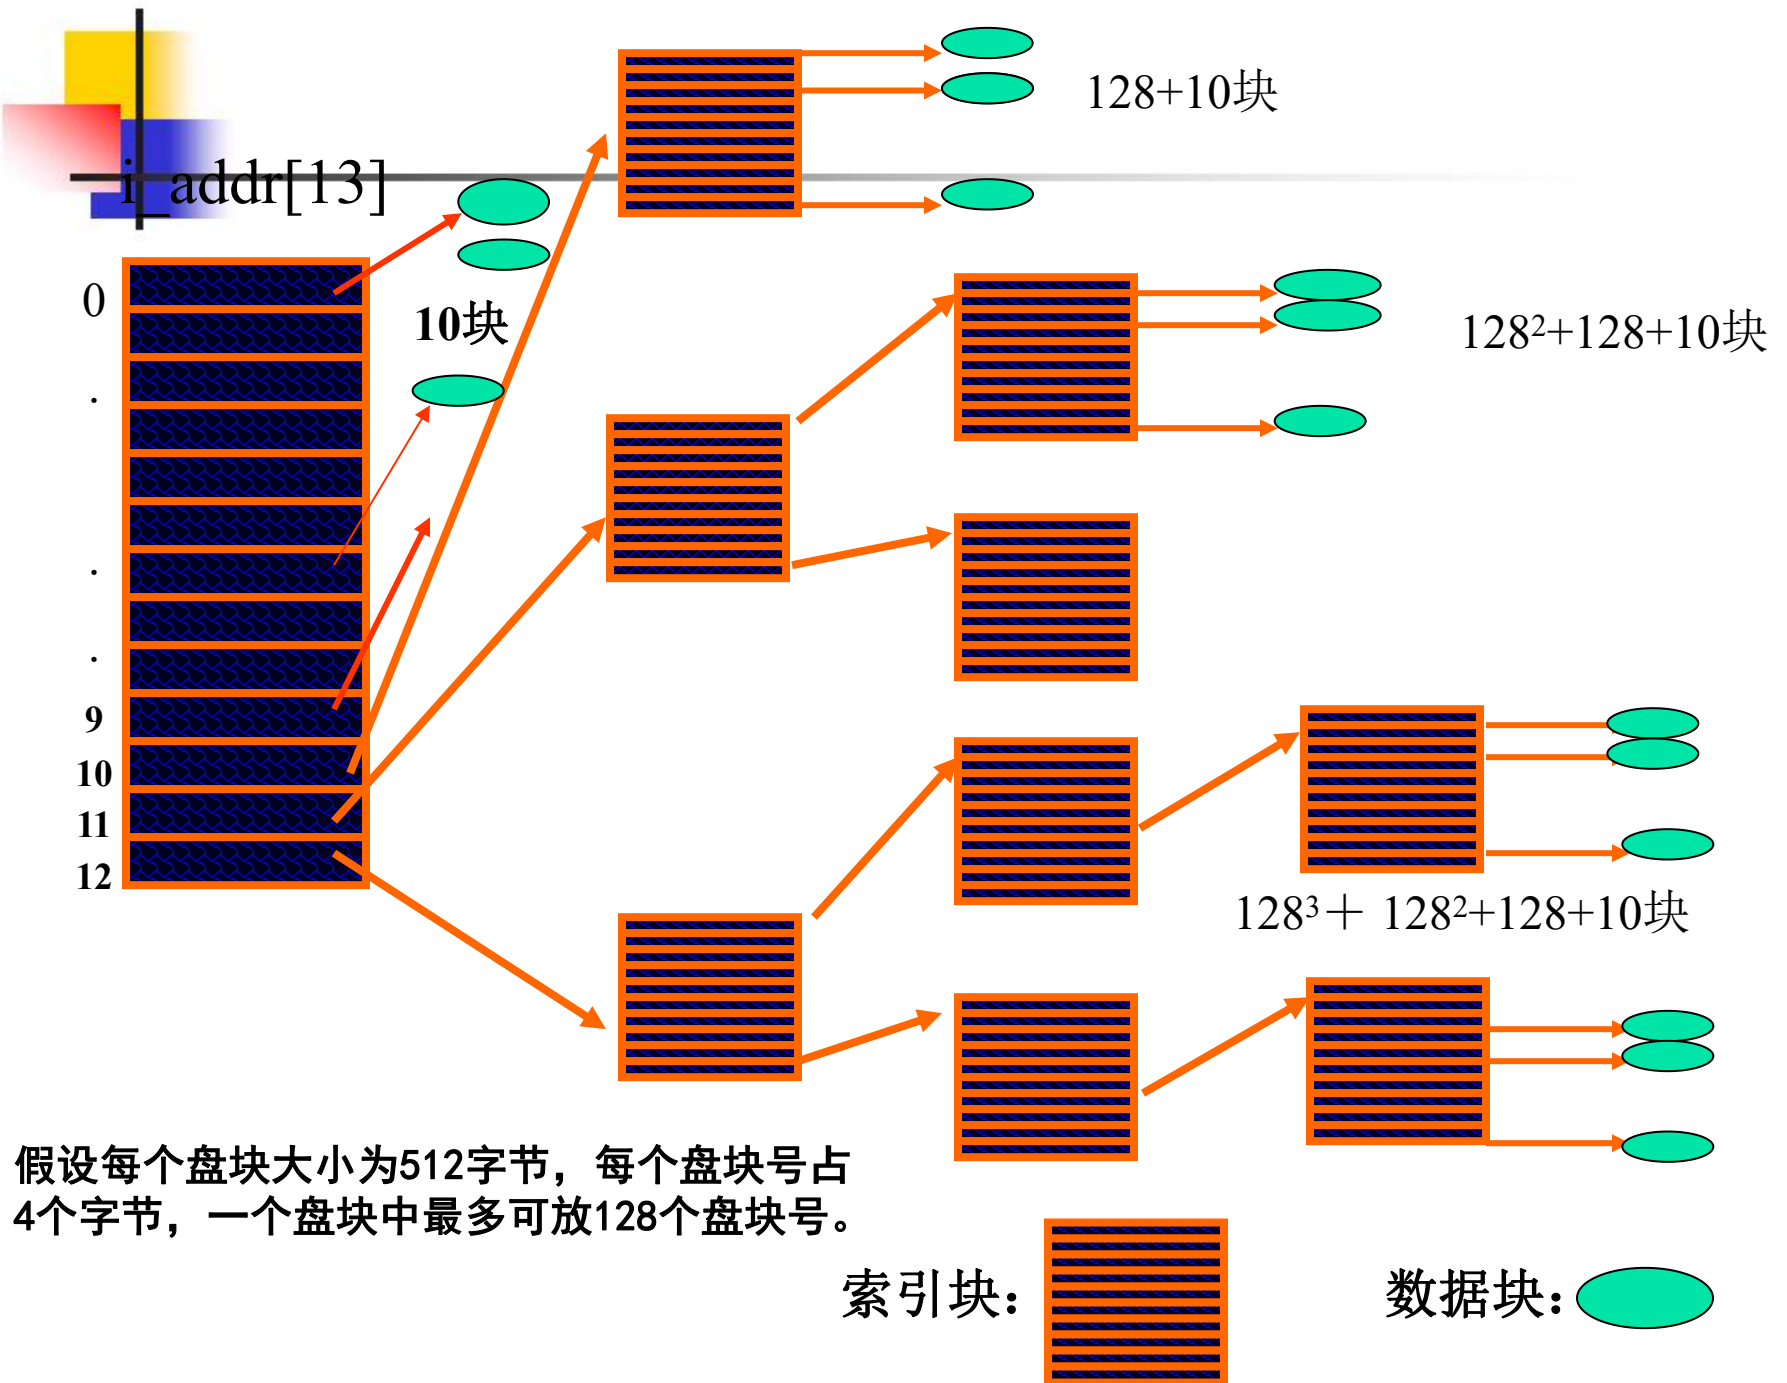 128+10块
i_addr[13]
0
10块
128²+128+10块
.
.
.
9
10
11
12
128³＋ 128²+128+10块
假设每个盘块大小为512字节，每个盘块号占
4个字节，一个盘块中最多可放128个盘块号。
索引块：
数据块：